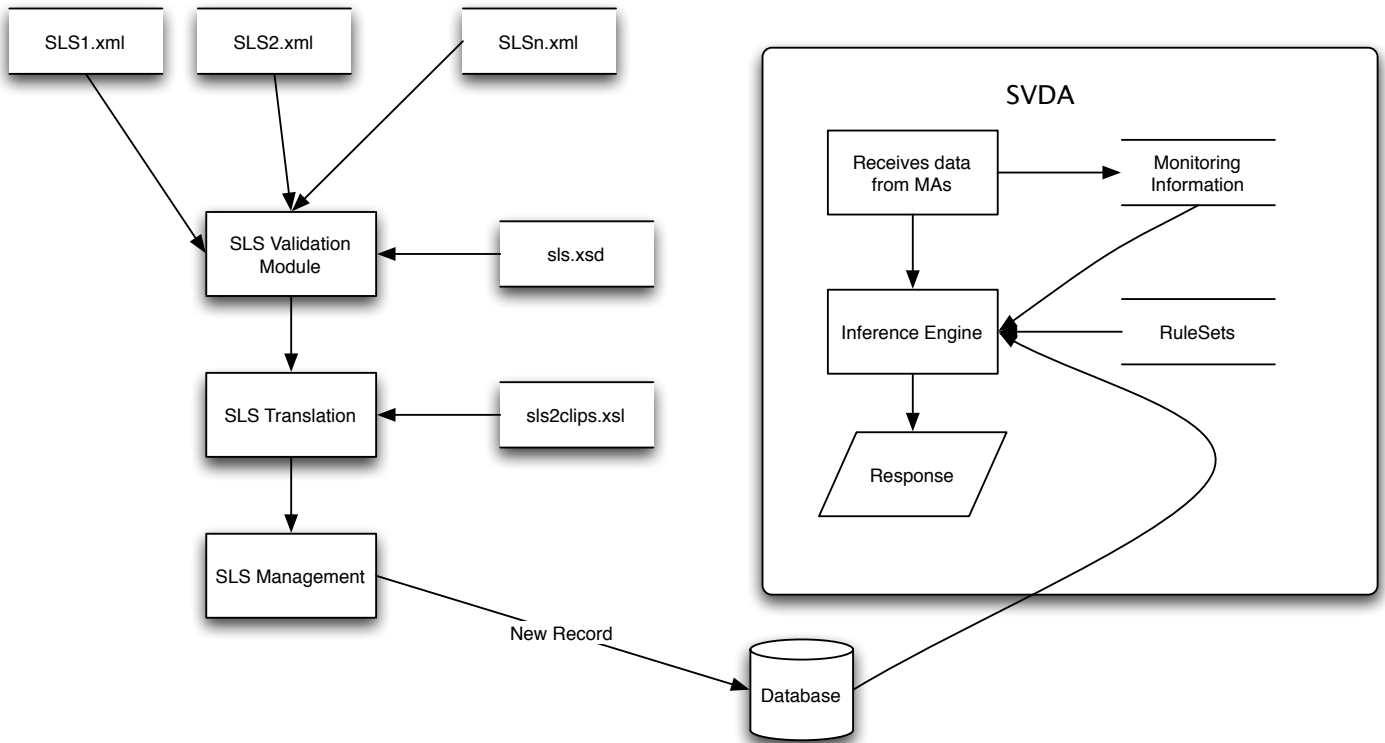 SLS1.xml
SLS2.xml
SLSn.xml
SVDA
Receives data
from MAs
Monitoring
Information
SLS Validation
Module
sls.xsd
Inference Engine
RuleSets
SLS Translation
sls2clips.xsl
Response
SLS Management
New Record
Database